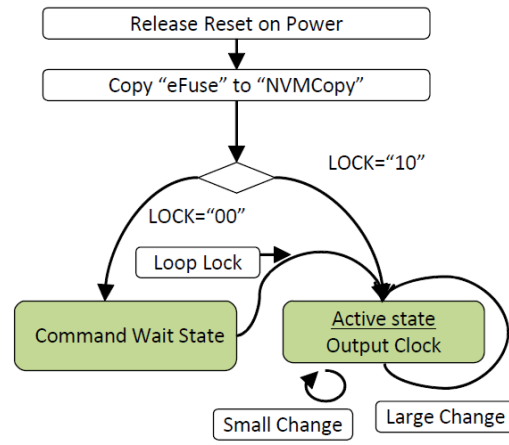 Release Reset on Power
Copy “eFuse” to “NVMCopy”
LOCK=“10”
LOCK=“00”
Loop Lock
Command Wait State
Active state
Output Clock
Small Change
Large Change